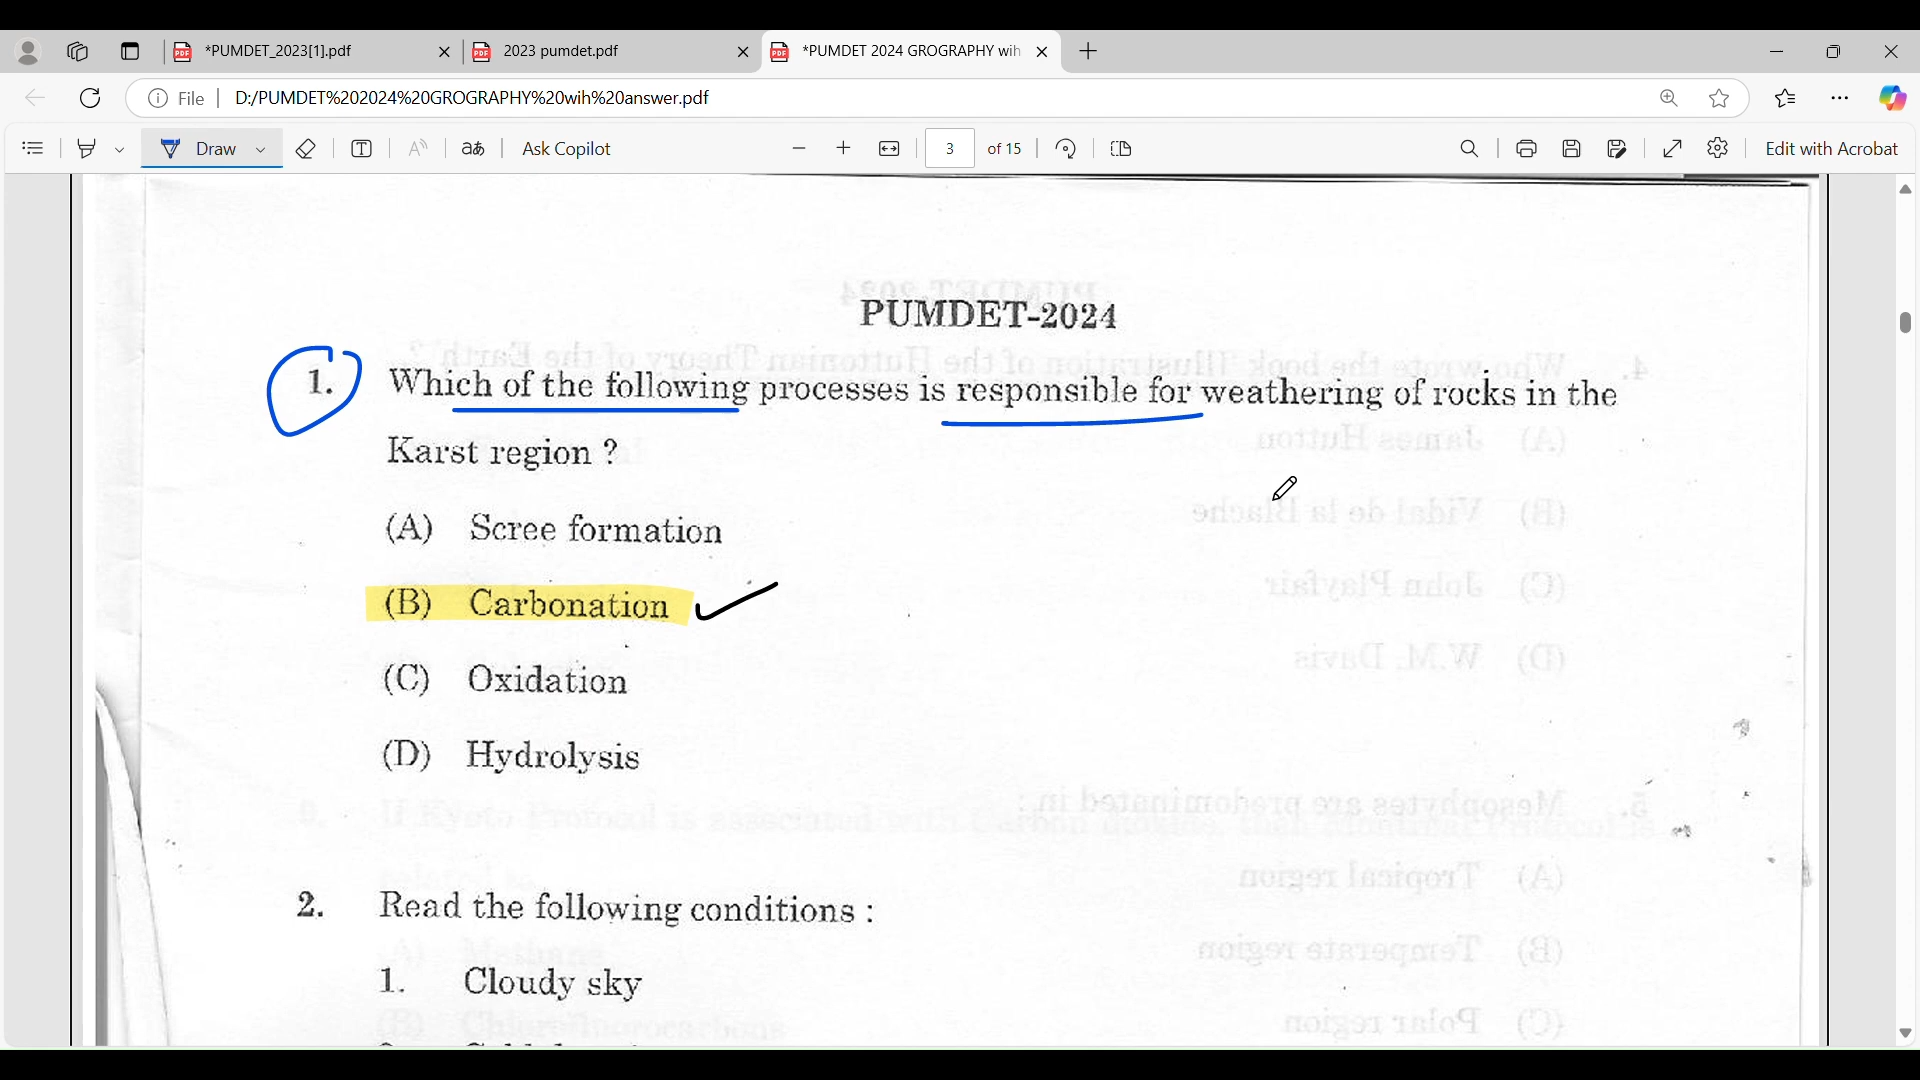 *PUMDET_2023[1].pdf
2023 pumdet.pdf
*PUMDET 2024 GROGRAPHY wih
File
D:/PUMDET%202024%20GROGRAPHY%20wih%20answer.pdf
Draw
Ask Copilot
3 of 15
Edit with Acrobat
PUMDET-2024
1. Which of the following processes is responsible for weathering of rocks in the
Karst region ?
(A) Scree formation
(B) Carbonation
(C) Oxidation
(D) Hydrolysis
2. Read the following conditions :
1. Cloudy sky